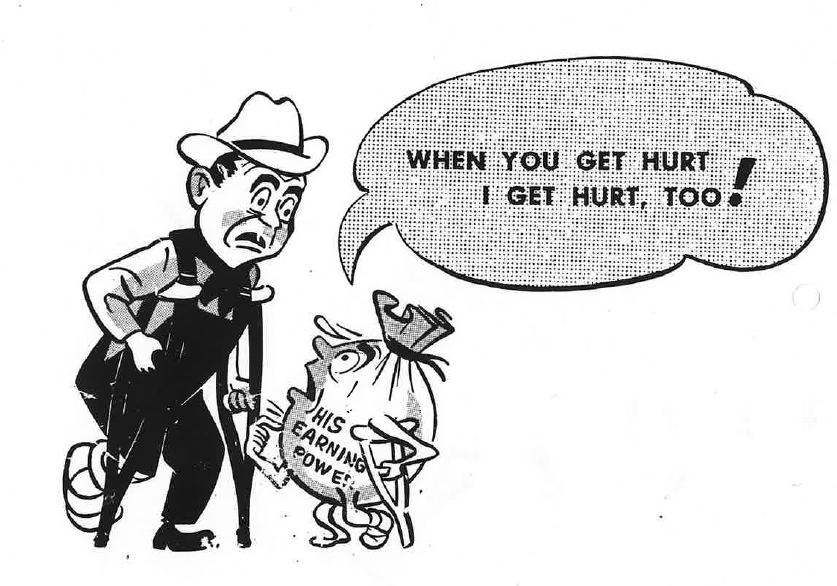 WHEN YOU GET HURT
I GET HURT, TOO!
HIS
EARNING
POWER